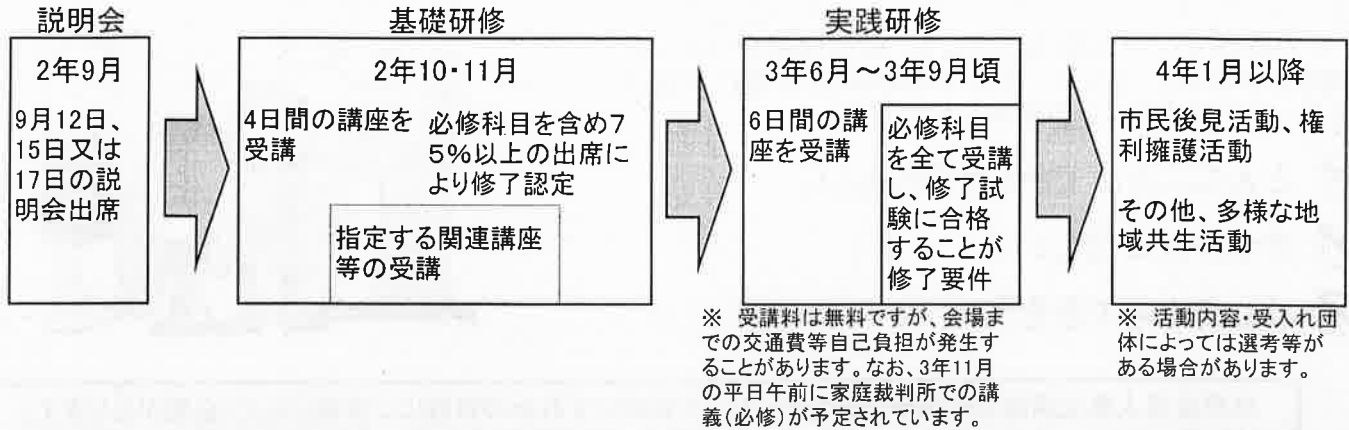 説明会
2年9月
9月12日、
15日又は
17日の説
明会出席
基礎研修
2年10・11月
4日間の講座を
受講
必修科目を含め7
5%以上の出席に
より修了認定
指定する関連講座
等の受講
実践研修
3年6月～3年9月頃
6日間の講
座を受講
必修科目
を全て受講
し、修了試
験に合格
することが
修了要件
※ 受講料は無料ですが、会場ま
での交通費等自己負担が発生す
ることがあります。なお、3年11月
の平日午前に家庭裁判所での講
義(必修)が予定されています。
4年1月以降
市民後見活動、権
利擁護活動
その他、多様な地
域共生活動
※ 活動内容・受入れ団
体によっては選考等が
ある場合があります。